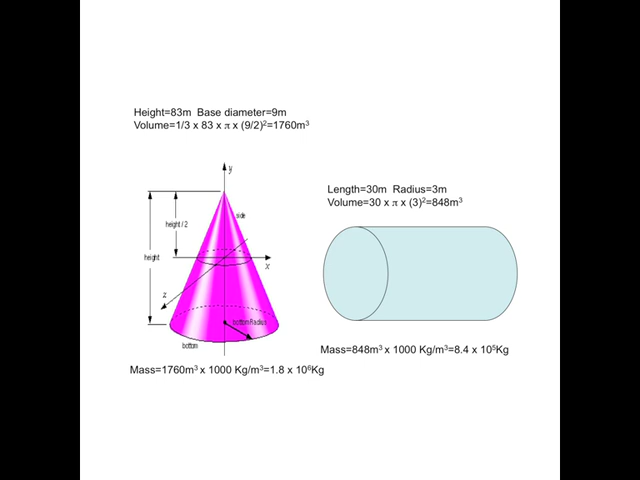 Height=83m  Base diameter=9m
Volume=1/3 x 83 x π x (9/2)²=1760m³
Length=30m  Radius=3m
Volume=30 x π x (3)²=848m³
y
side
height / 2
height
x
z
bottomRadius
bottom
Mass=848m³ x 1000 Kg/m³=8.4 x 10⁵Kg
Mass=1760m³ x 1000 Kg/m³=1.8 x 10⁶Kg